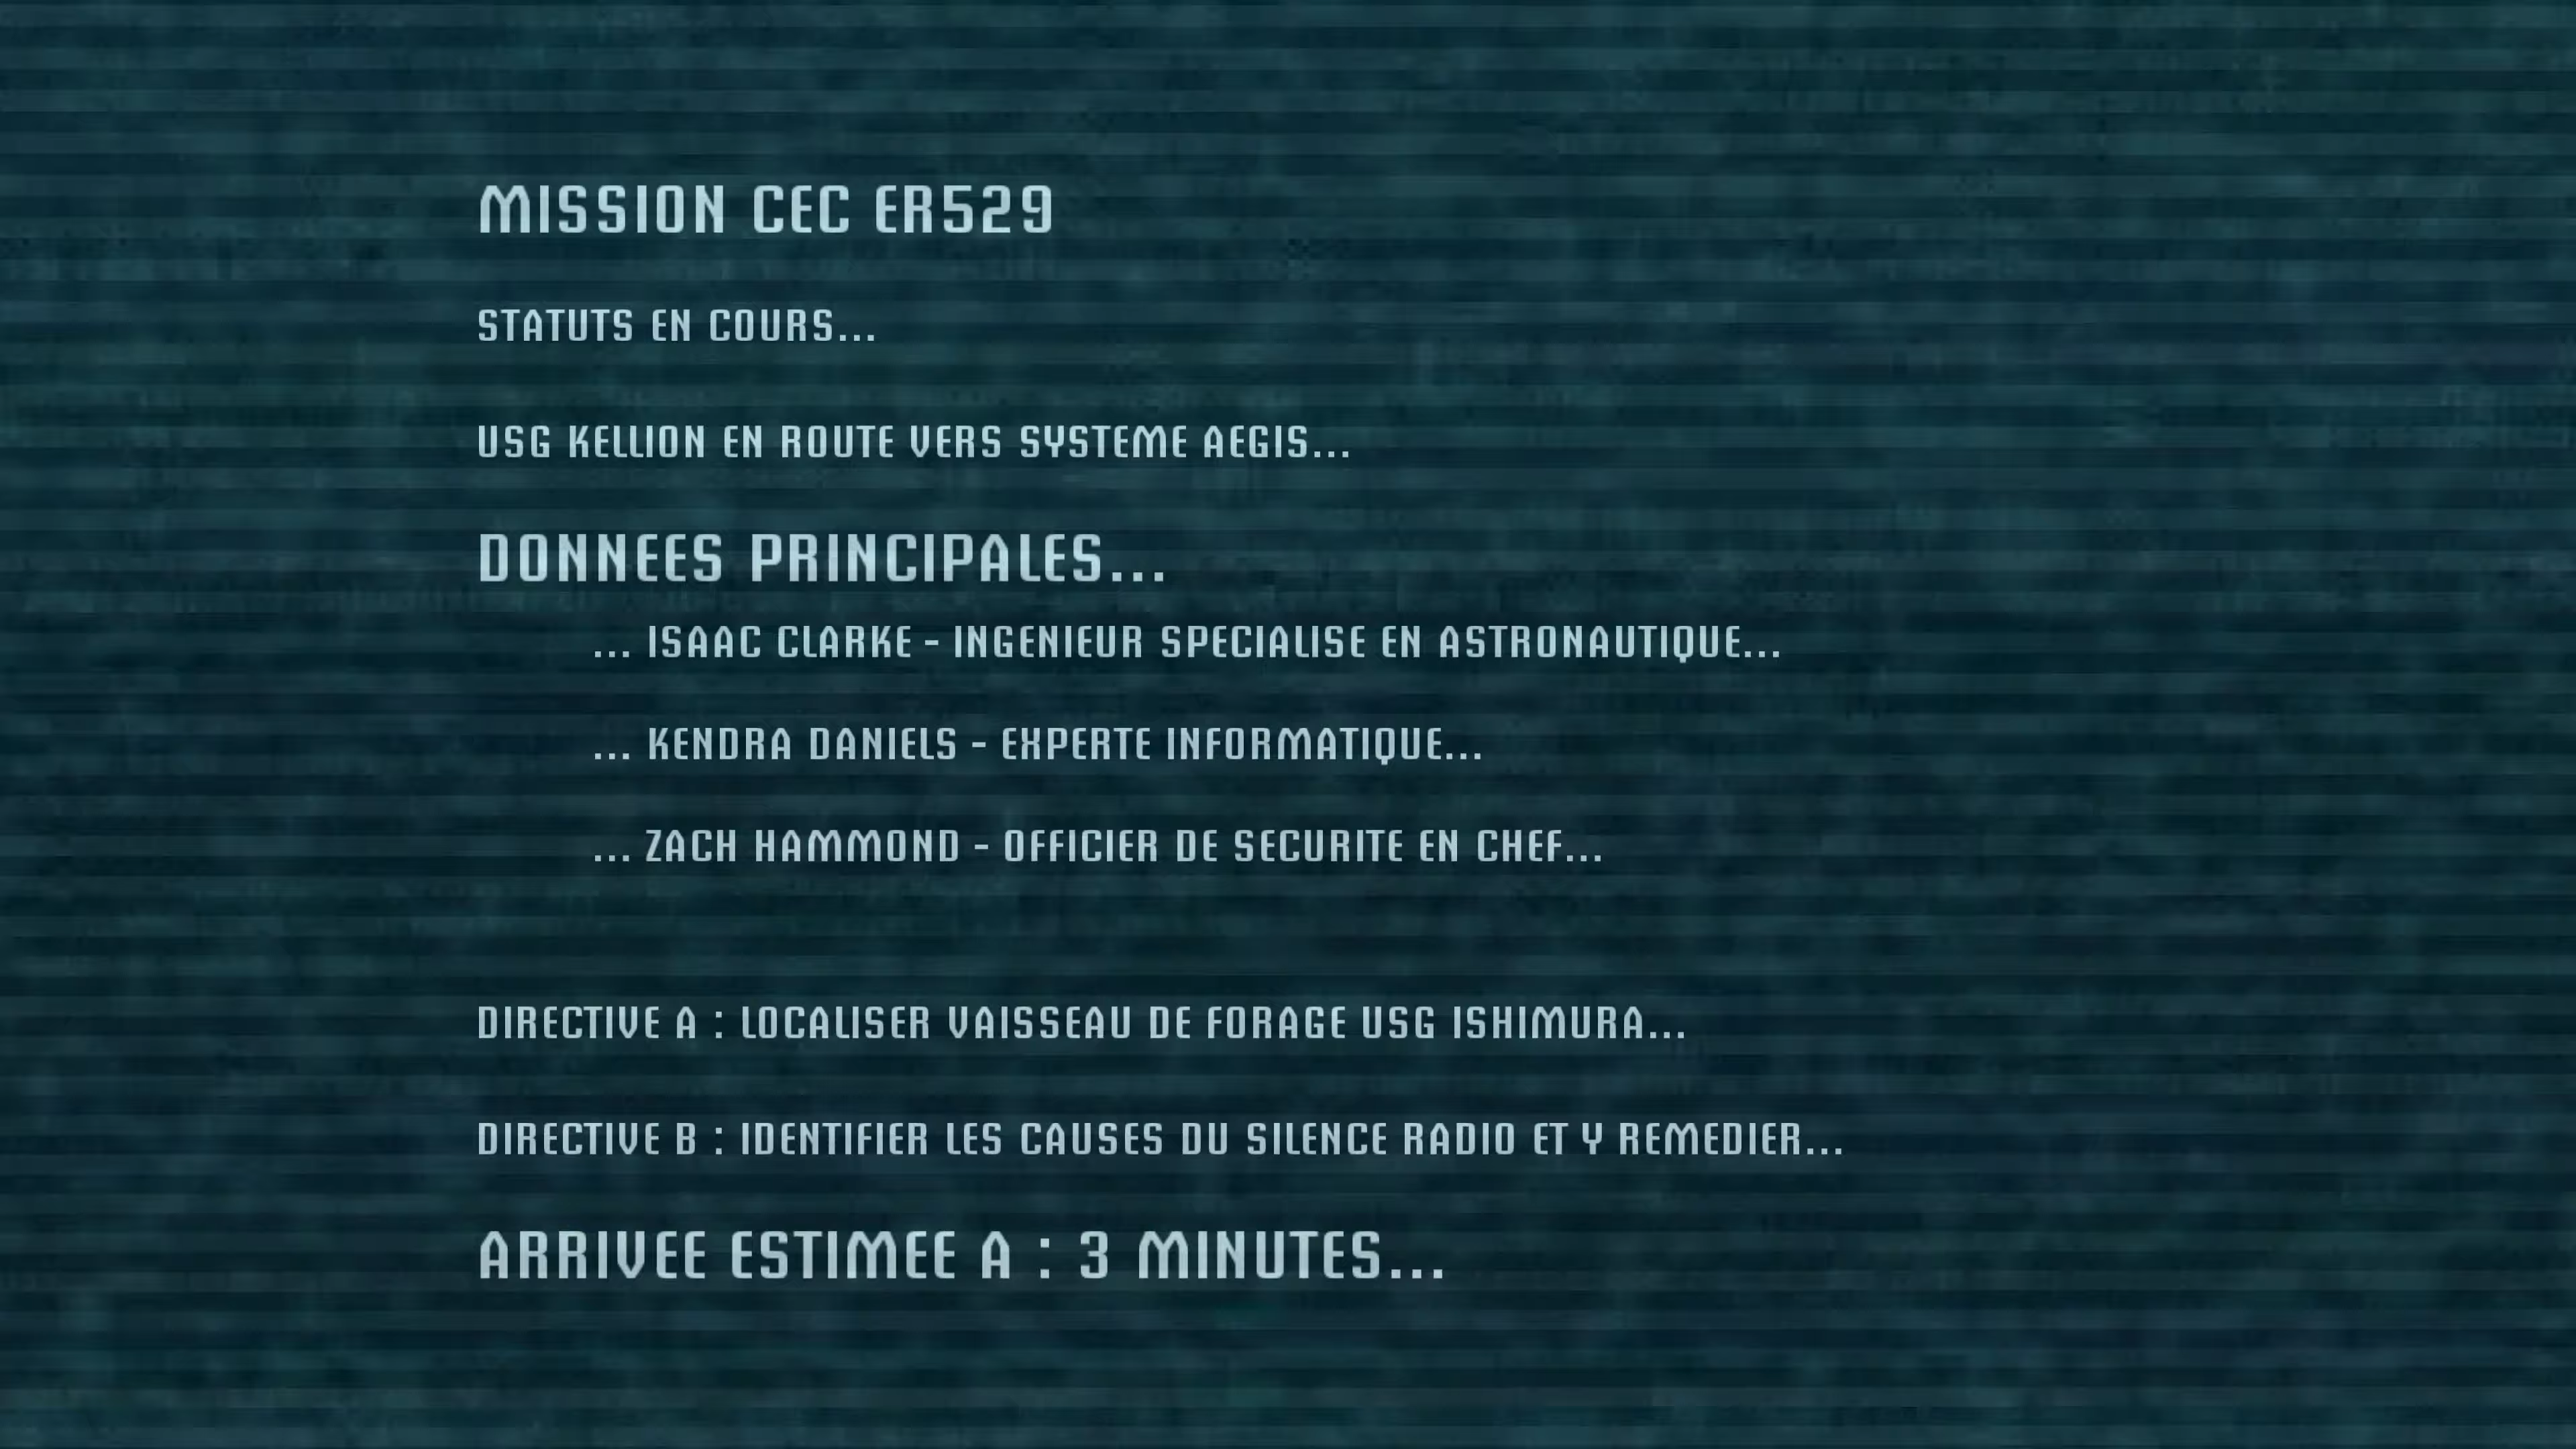 MISSION CEC ER529
STATUTS EN COURS...
USG KELLION EN ROUTE VERS SYSTEME AEGIS...
DONNEES PRINCIPALES...
... ISAAC CLARKE - INGENIEUR SPECIALISE EN ASTRONAUTIQUE...
... KENDRA DANIELS - EXPERTE INFORMATIQUE...
... ZACH HAMMOND - OFFICIER DE SECURITE EN CHEF...
DIRECTIVE A : LOCALISER VAISSEAU DE FORAGE USG ISHIMURA...
DIRECTIVE B : IDENTIFIER LES CAUSES DU SILENCE RADIO ET Y REMEDIER...
ARRIVEE ESTIMEE A : 3 MINUTES...